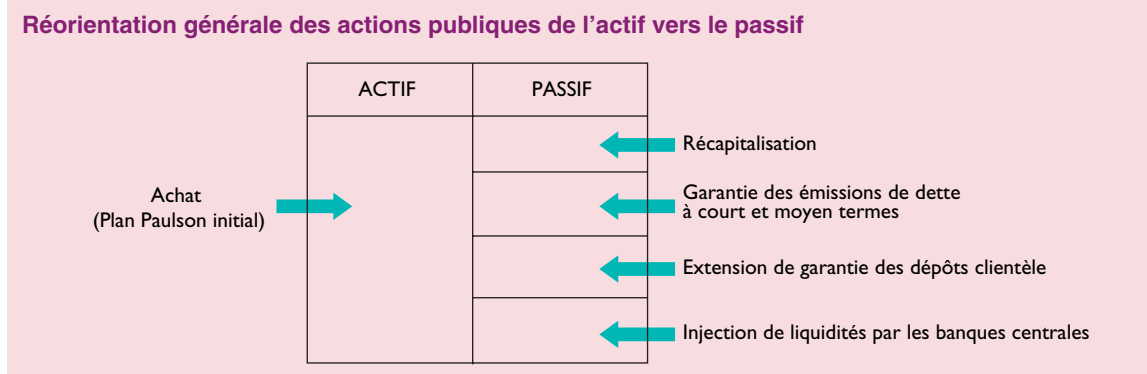 Réorientation générale des actions publiques de l'actif vers le passif
ACTIF
PASSIF
Achat
(Plan Paulson initial)
Récapitalisation
Garantie des émissions de dette
à court et moyen termes
Extension de garantie des dépôts clientèle
Injection de liquidités par les banques centrales